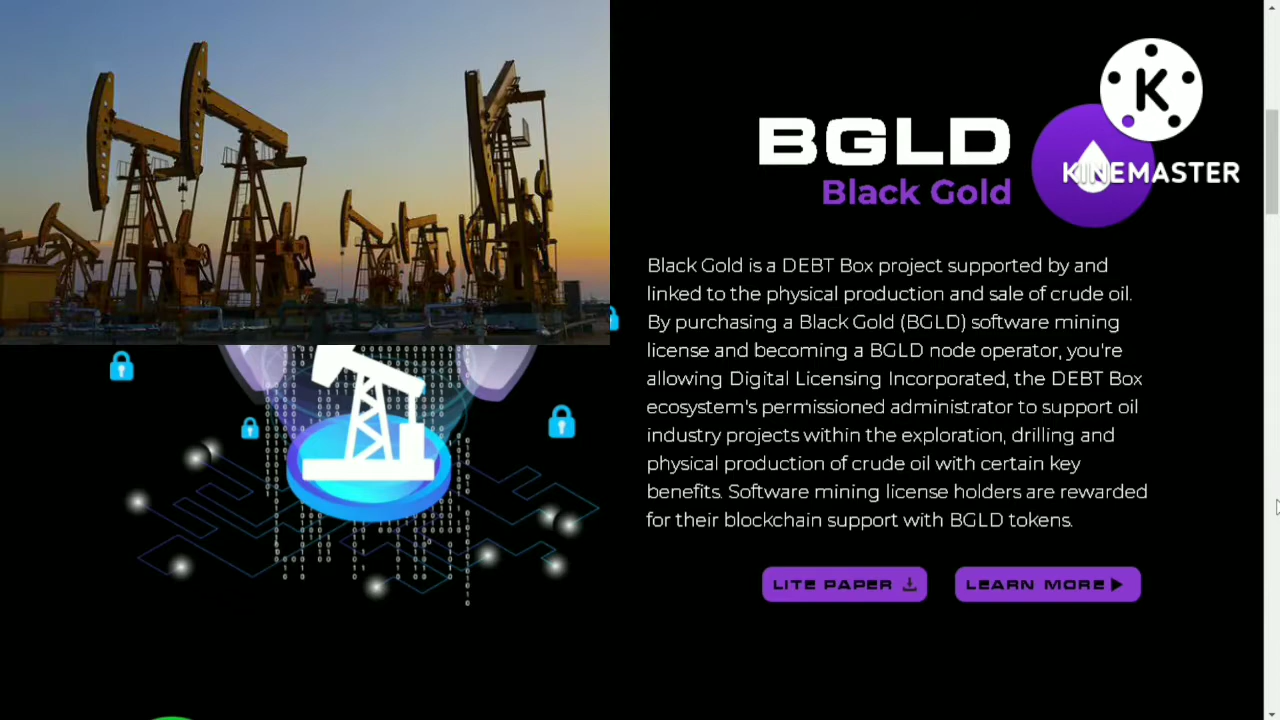 K
KINEMASTER
BGLD
Black Gold
Black Gold is a DEBT Box project supported by and
linked to the physical production and sale of crude oil.
By purchasing a Black Gold (BGLD) software mining
license and becoming a BGLD node operator, you're
allowing Digital Licensing Incorporated, the DEBT Box
ecosystem's permissioned administrator to support oil
industry projects within the exploration, drilling and
physical production of crude oil with certain key
benefits. Software mining license holders are rewarded
for their blockchain support with BGLD tokens.
LITE PAPER
LEARN MORE